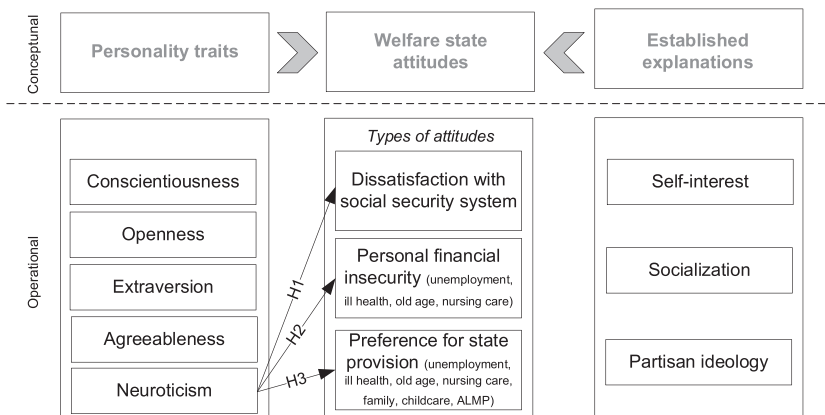 Conceptunal
Personality traits
Welfare state
attitudes
Established
explanations
Operational
Conscientiousness
Openness
Extraversion
Agreeableness
Neuroticism
H1
H2
H3
Types of attitudes
Dissatisfaction with
social security system
Personal financial
insecurity (unemployment,
ill health, old age, nursing care)
Preference for state
provision (unemployment,
ill health, old age, nursing care,
family, childcare, ALMP)
Self-interest
Socialization
Partisan ideology